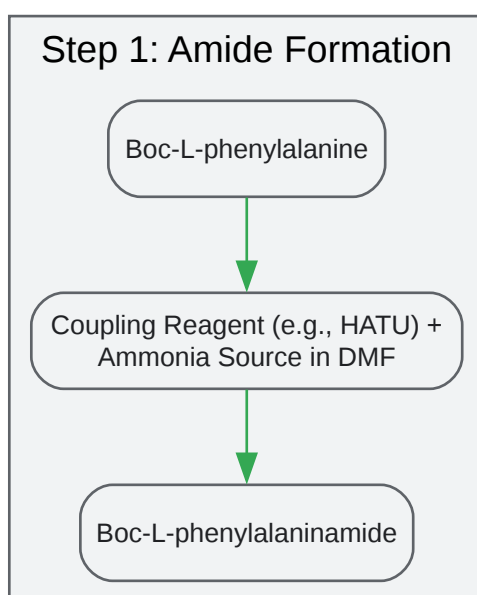 Step 1: Amide Formation
Boc-L-phenylalanine
Coupling Reagent (e.g., HATU) +
Ammonia Source in DMF
Boc-L-phenylalaninamide